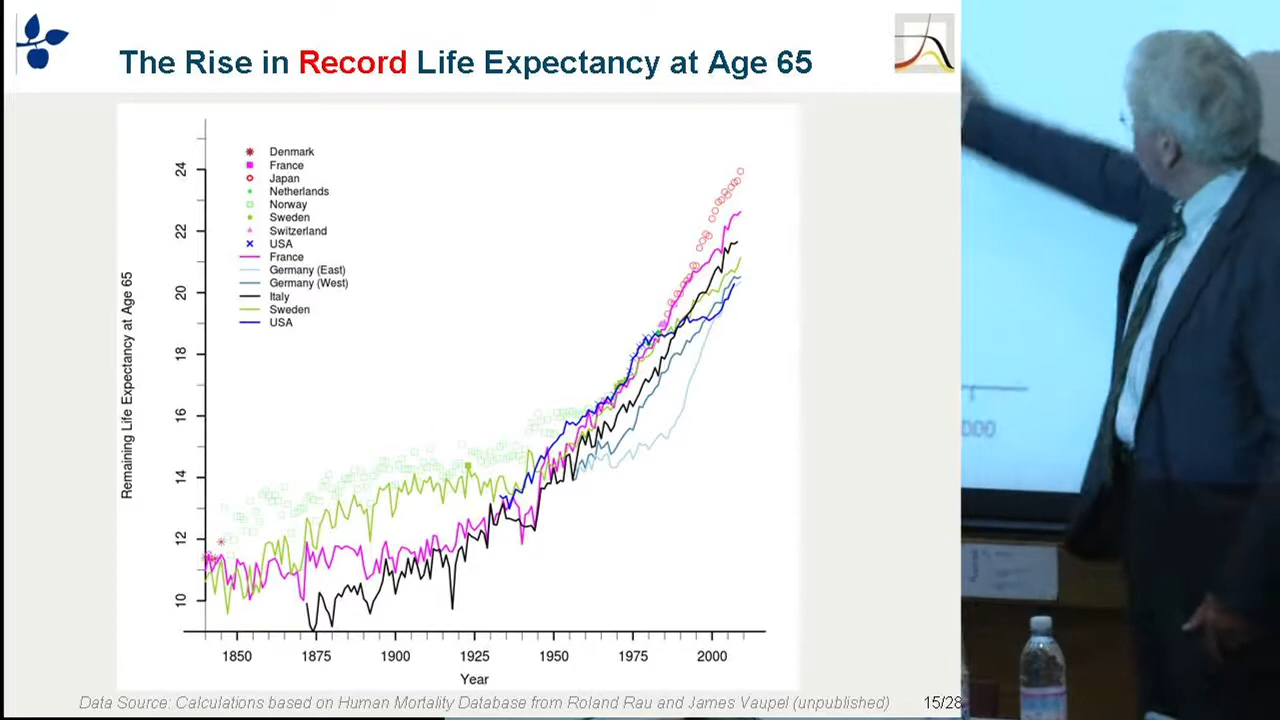 The Rise in Record Life Expectancy at Age 65
Denmark
France
Japan
Netherlands
Norway
Sweden
Switzerland
USA
France
Germany (East)
Germany (West)
Italy
Sweden
USA
Remaining Life Expectancy at Age 65
24
22
20
18
16
14
12
10
1850
1875
1900
1925
1950
1975
2000
Year
Data Source: Calculations based on Human Mortality Database from Roland Rau and James Vaupel (unpublished)
15/28
000